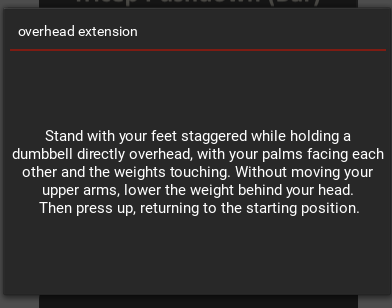 Tricep Pushdown (Bar)
overhead extension
Stand with your feet staggered while holding a
dumbbell directly overhead, with your palms facing each
other and the weights touching. Without moving your
upper arms, lower the weight behind your head.
Then press up, returning to the starting position.